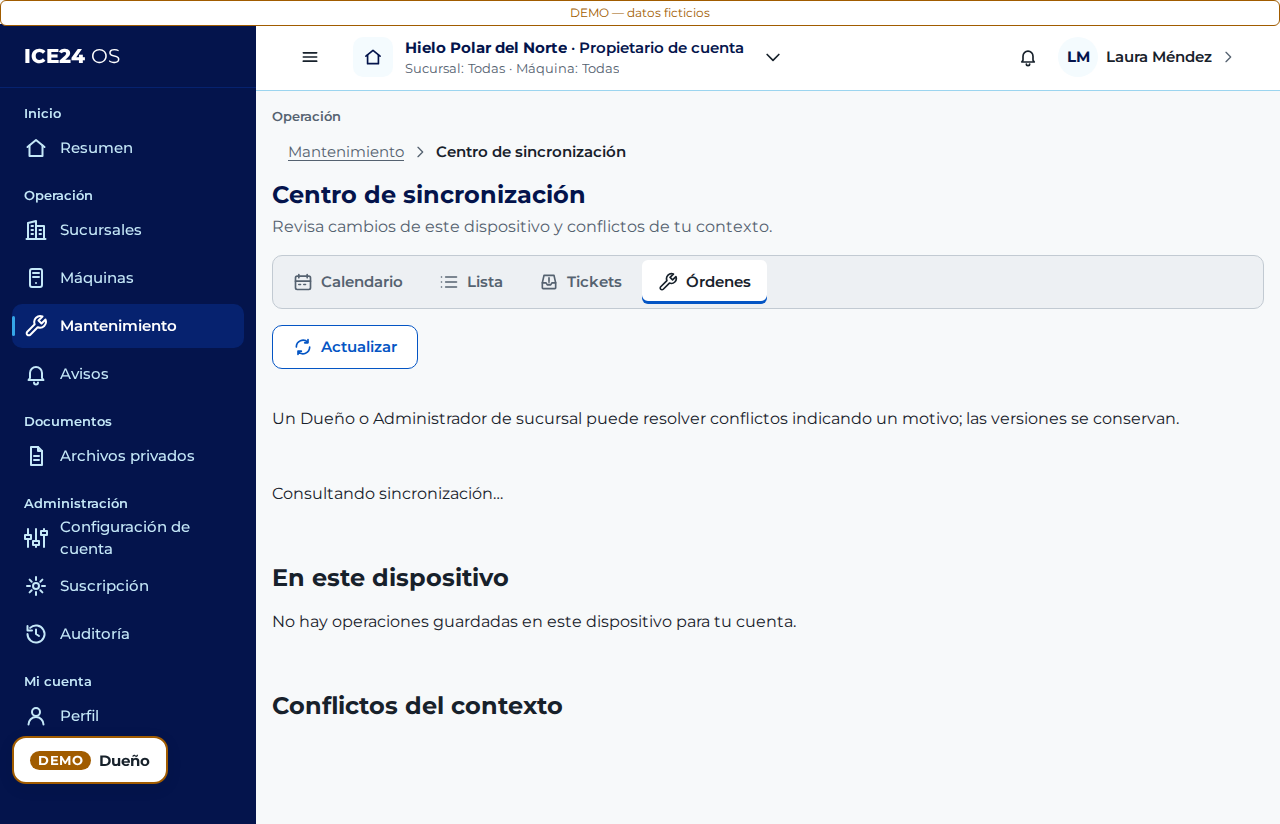 DEMO — datos ficticios
ICE24 OS
Hielo Polar del Norte · Propietario de cuenta
Sucursal: Todas · Máquina: Todas
LM Laura Méndez
Inicio
Resumen
Operación
Sucursales
Máquinas
Mantenimiento
Avisos
Documentos
Archivos privados
Administración
Configuración de
cuenta
Suscripción
Auditoría
Mi cuenta
Perfil
DEMO Dueño
Operación
Mantenimiento > Centro de sincronización
Centro de sincronización
Revisa cambios de este dispositivo y conflictos de tu contexto.
Calendario Lista Tickets Órdenes
Actualizar
Un Dueño o Administrador de sucursal puede resolver conflictos indicando un motivo; las versiones se conservan.
Consultando sincronización…
En este dispositivo
No hay operaciones guardadas en este dispositivo para tu cuenta.
Conflictos del contexto